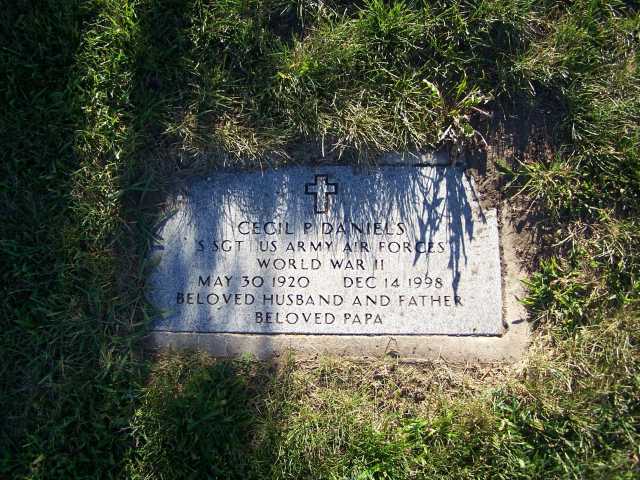 CECIL P DANIELS
S SGT US ARMY AIR FORCES
WORLD WAR II
MAY 30 1920 DEC 14 1998
BELOVED HUSBAND AND FATHER
BELOVED PAPA